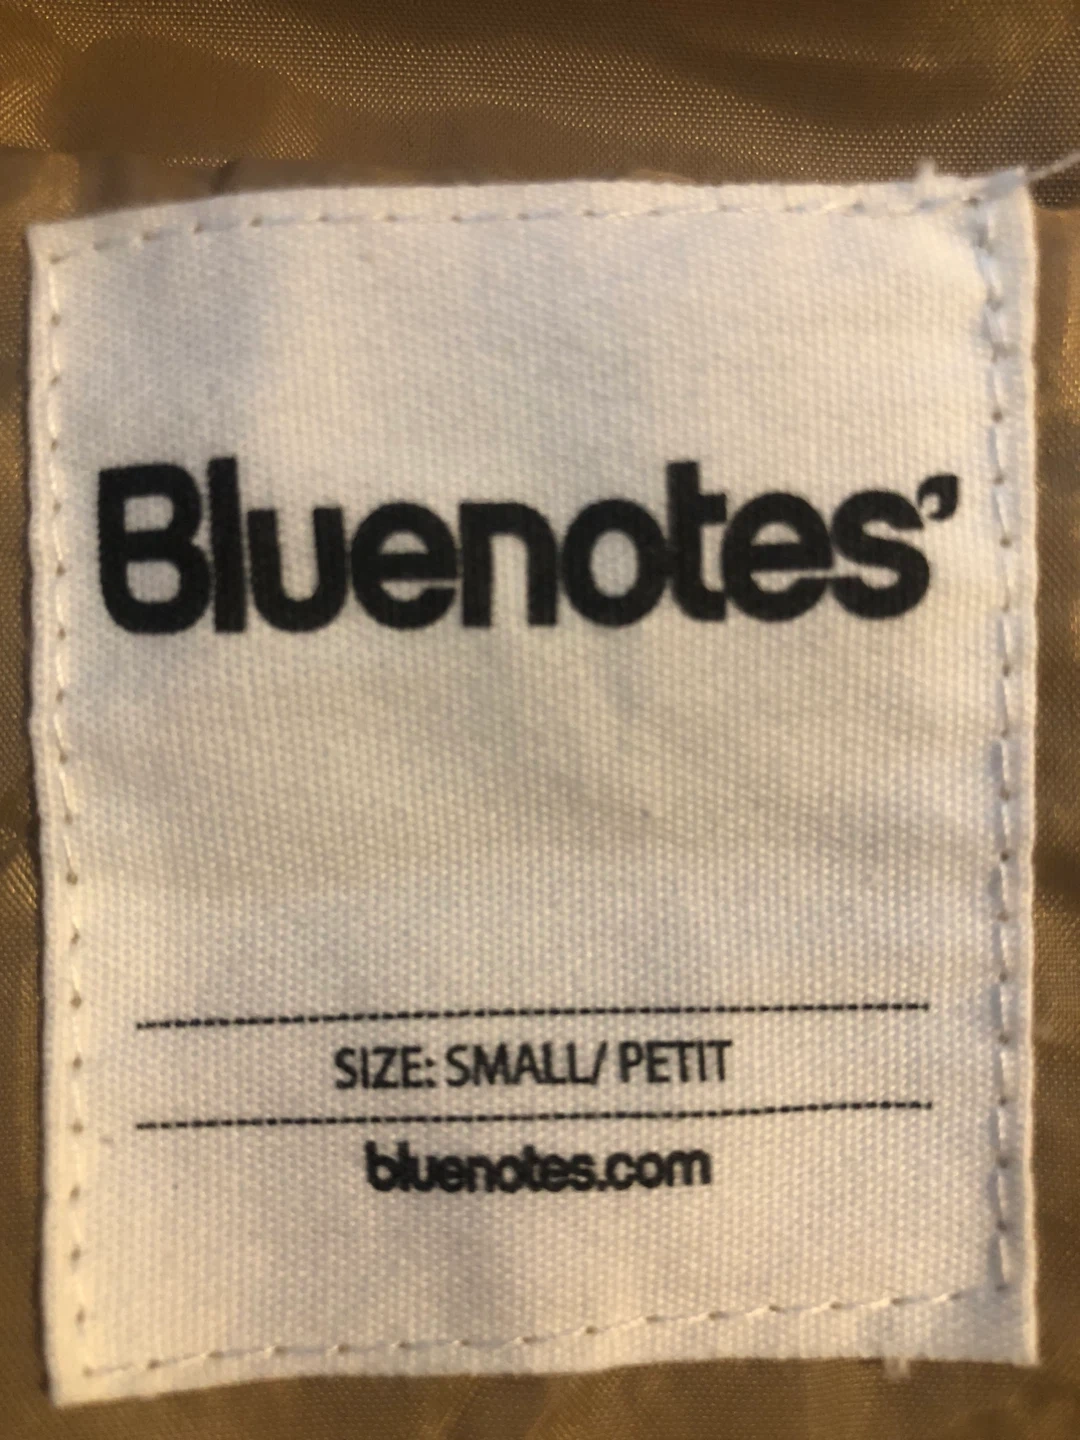 Bluenotes'
SIZE: SMALL/ PETIT
bluenotes.com